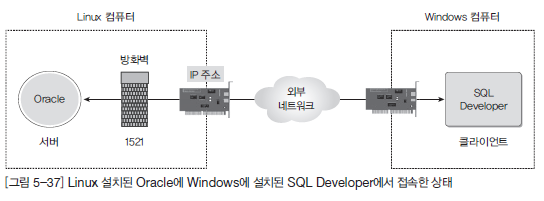 Linux 컴퓨터
Windows 컴퓨터
방화벽
IP 주소
Oracle
외부
네트워크
SQL
Developer
서버
1521
클라이언트
[그림 5-37] Linux 설치된 Oracle에 Windows에 설치된 SQL Developer에서 접속한 상태